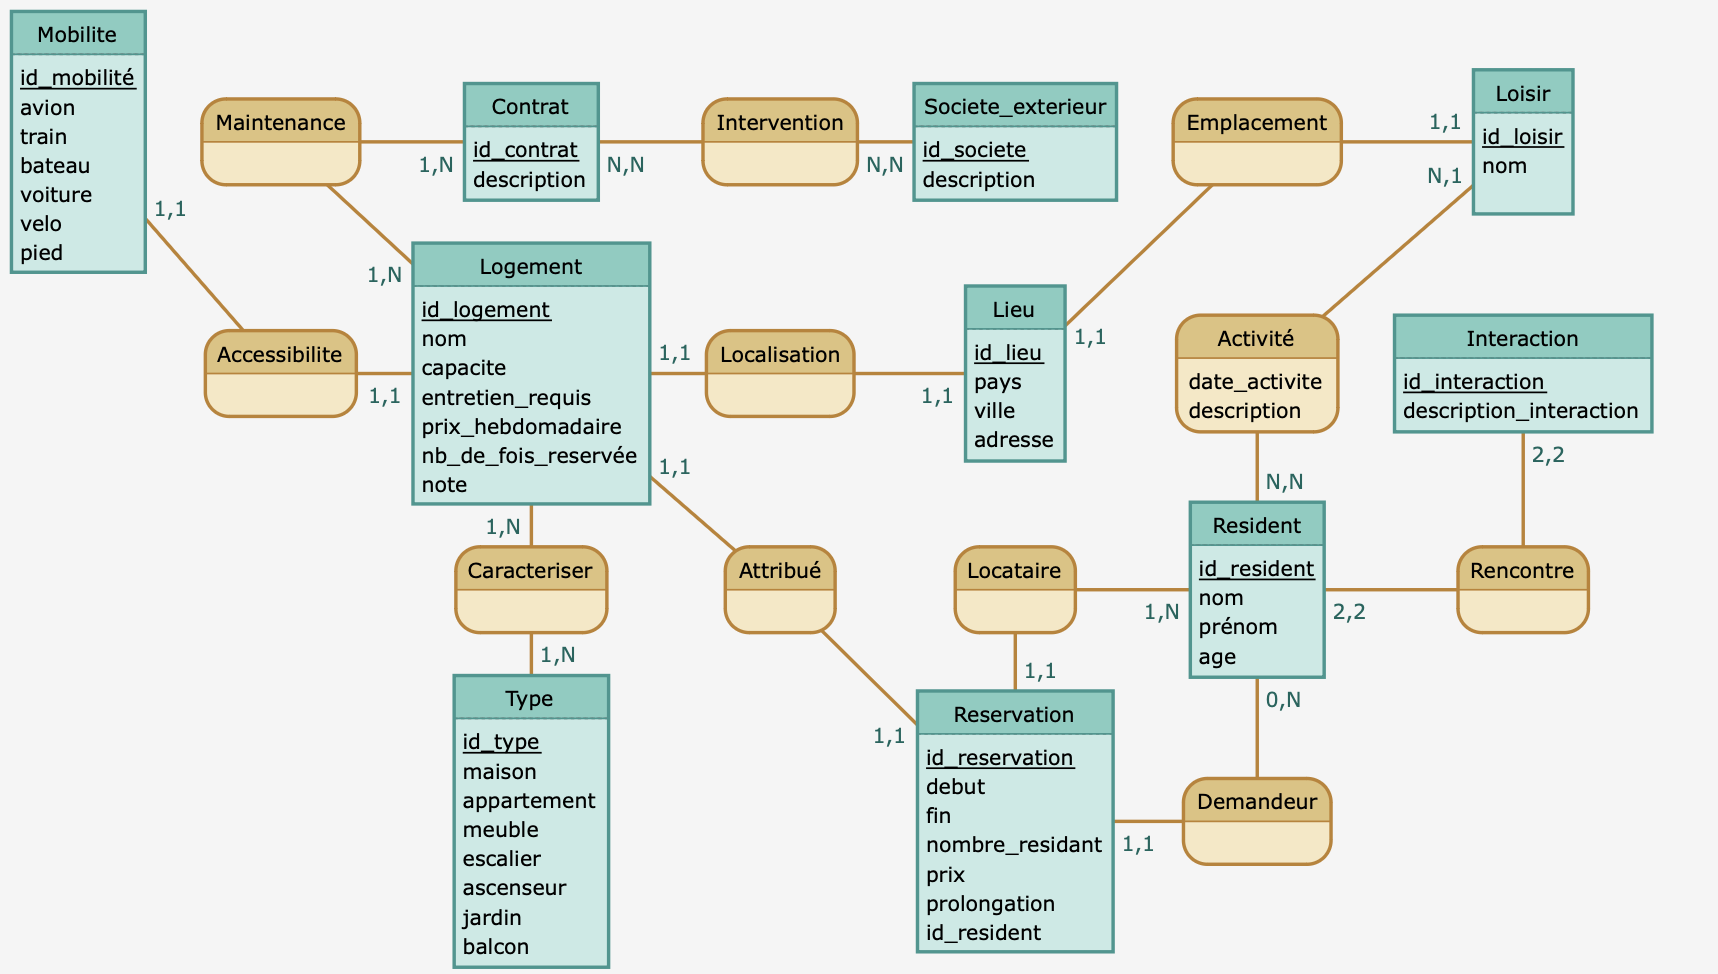 Mobilite
id_mobilité
avion
train
bateau
voiture
velo
pied
1,1
Maintenance
1,N
1,N
Contrat
id_contrat
description
N,N
Intervention
N,N
Societe_exterieur
id_societe
description
Emplacement
1,1
1,1
Loisir
id_loisir
nom
N,1
Accessibilite
1,1
Logement
id_logement
nom
capacite
entretien_requis
prix_hebdomadaire
nb_de_fois_reservée
note
1,1
Localisation
1,1
Lieu
id_lieu
pays
ville
adresse
Activité
date_activite
description
N,N
Interaction
id_interaction
description_interaction
2,2
1,N
Caracteriser
1,N
1,1
Attribué
1,1
Locataire
1,N
1,1
Resident
id_resident
nom
prénom
age
2,2
Rencontre
0,N
Type
id_type
maison
appartement
meuble
escalier
ascenseur
jardin
balcon
Reservation
id_reservation
debut
fin
nombre_residant
prix
prolongation
id_resident
1,1
Demandeur